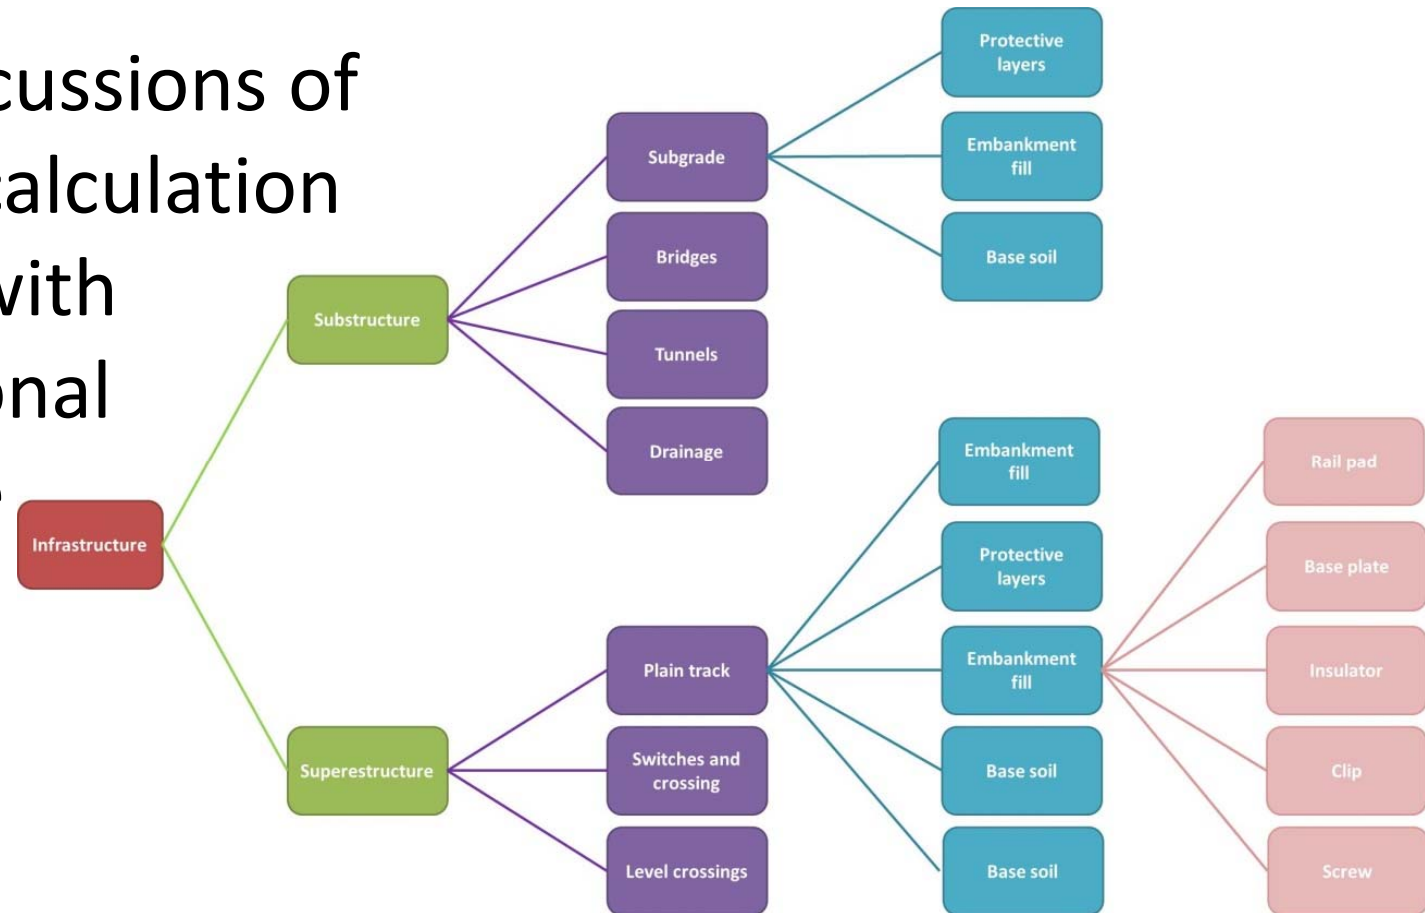 cussions of
calculation
with
onal
Infrastructure
Substructure
Superestructure
Subgrade
Bridges
Tunnels
Drainage
Plain track
Switches and
crossing
Level crossings
Protective
layers
Embankment
fill
Base soil
Embankment
fill
Protective
layers
Embankment
fill
Base soil
Base soil
Rail pad
Base plate
Insulator
Clip
Screw